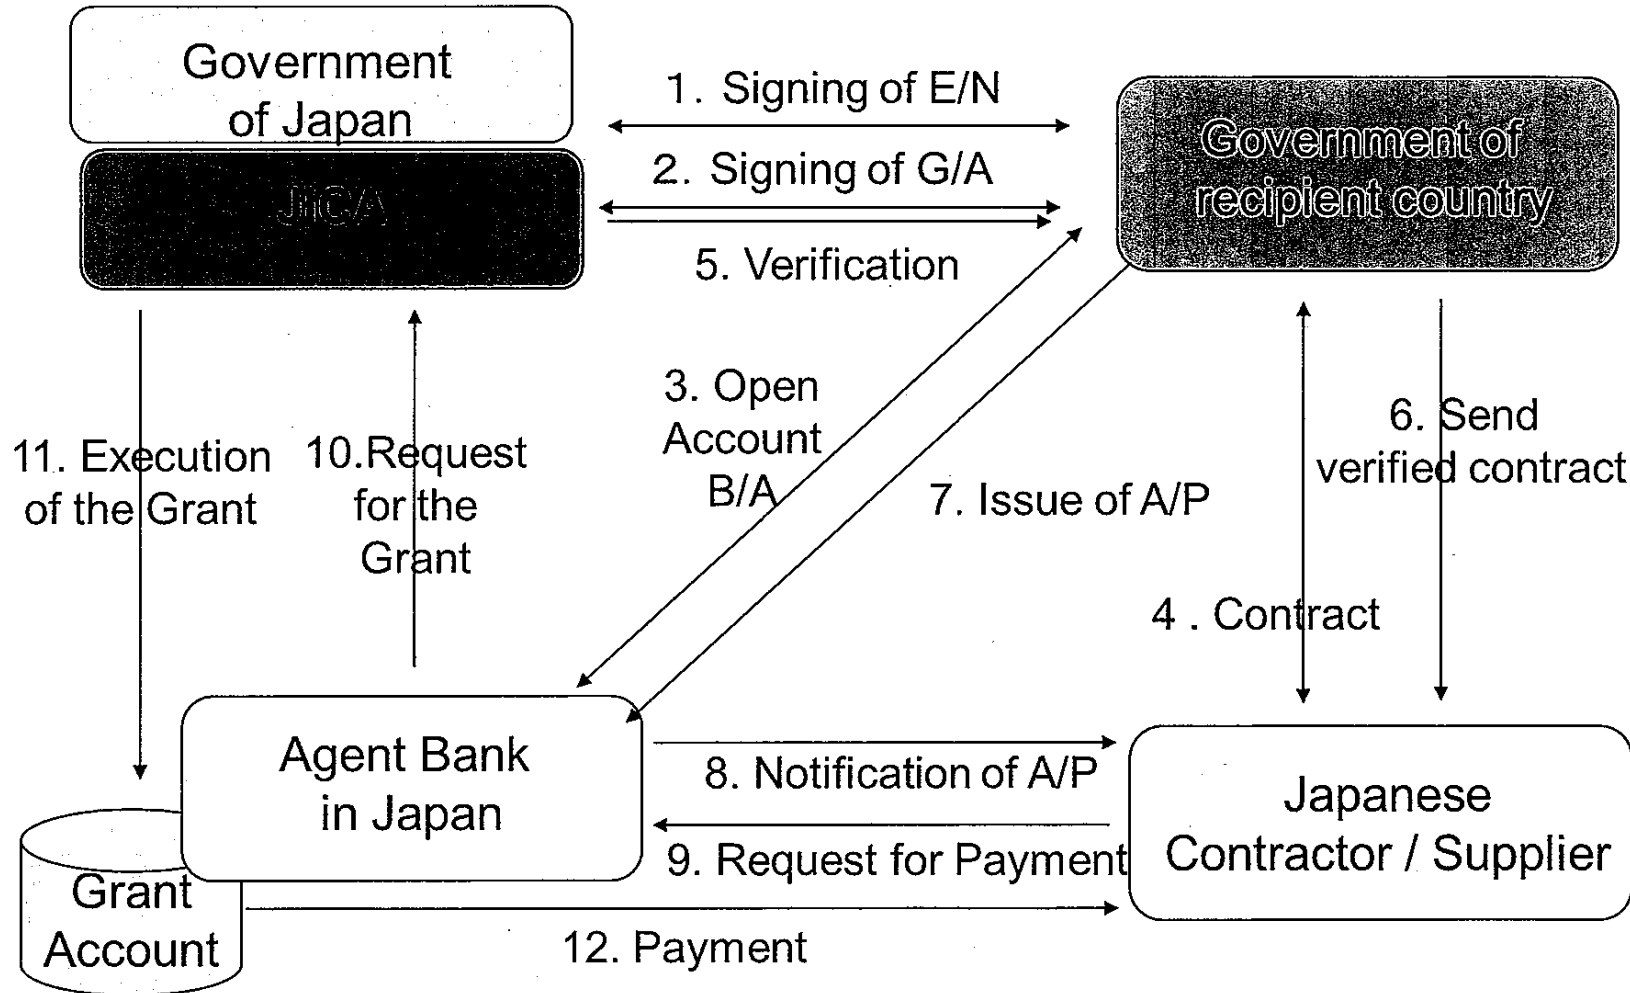 Government
of Japan
JICA
1. Signing of E/N
2. Signing of G/A
5. Verification
Government of
recipient country
3. Open
Account
B/A
7. Issue of A/P
6. Send
verified contract
4 . Contract
11. Execution
of the Grant
10.Request
for the
Grant
Agent Bank
in Japan
8. Notification of A/P
9. Request for Payment
Japanese
Contractor / Supplier
Grant
Account
12. Payment